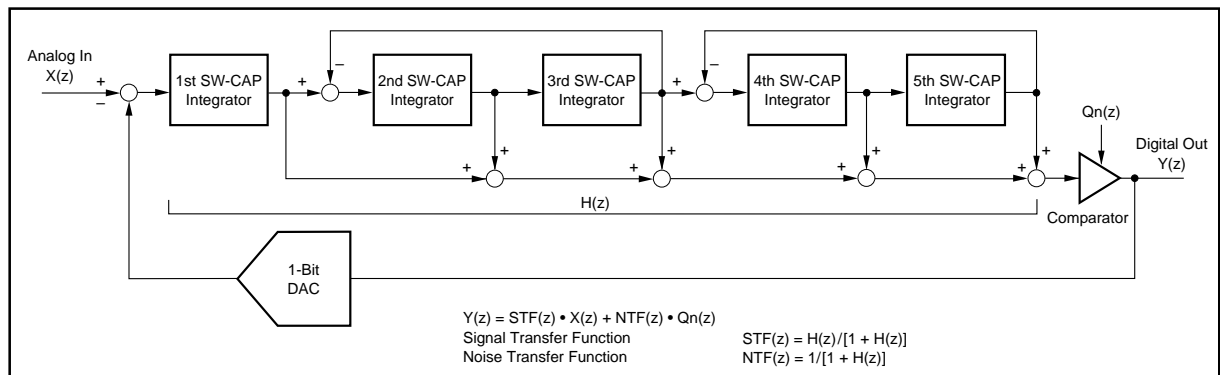 Analog In
X(z)
+
−
1st SW-CAP
Integrator
+
−
2nd SW-CAP
Integrator
3rd SW-CAP
Integrator
+
−
4th SW-CAP
Integrator
5th SW-CAP
Integrator
Qn(z)
Digital Out
Y(z)
+
+
+
+
+
+
+
+
Comparator
H(z)
1-Bit
DAC
Y(z) = STF(z) • X(z) + NTF(z) • Qn(z)
Signal Transfer Function STF(z) = H(z)/[1 + H(z)]
Noise Transfer Function NTF(z) = 1/[1 + H(z)]